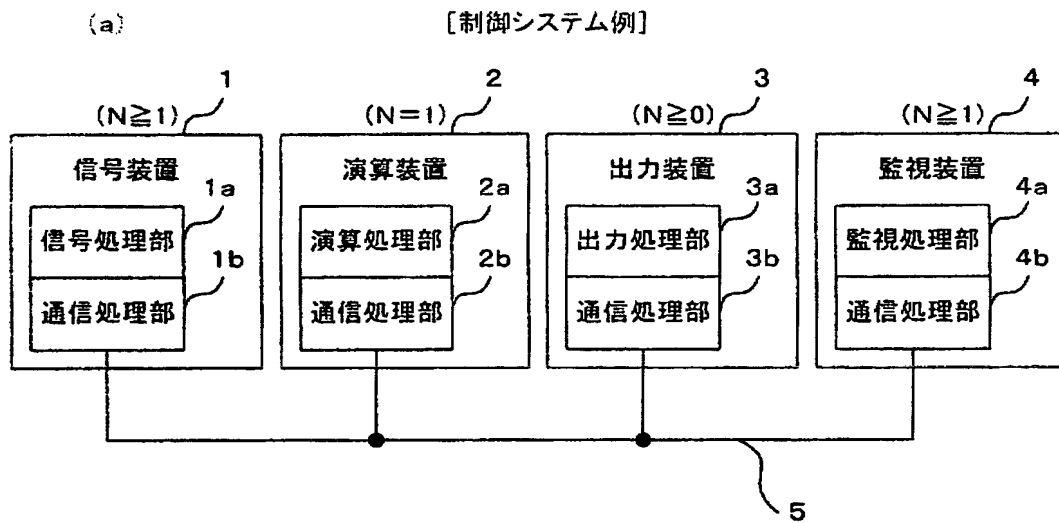 (a)
[制御システム例]
1
2
3
4
(N≧1)
(N=1)
(N≧0)
(N≧1)
信号装置
演算装置
出力装置
監視装置
1a
2a
3a
4a
信号処理部
演算処理部
出力処理部
監視処理部
1b
2b
3b
4b
通信処理部
通信処理部
通信処理部
通信処理部
5